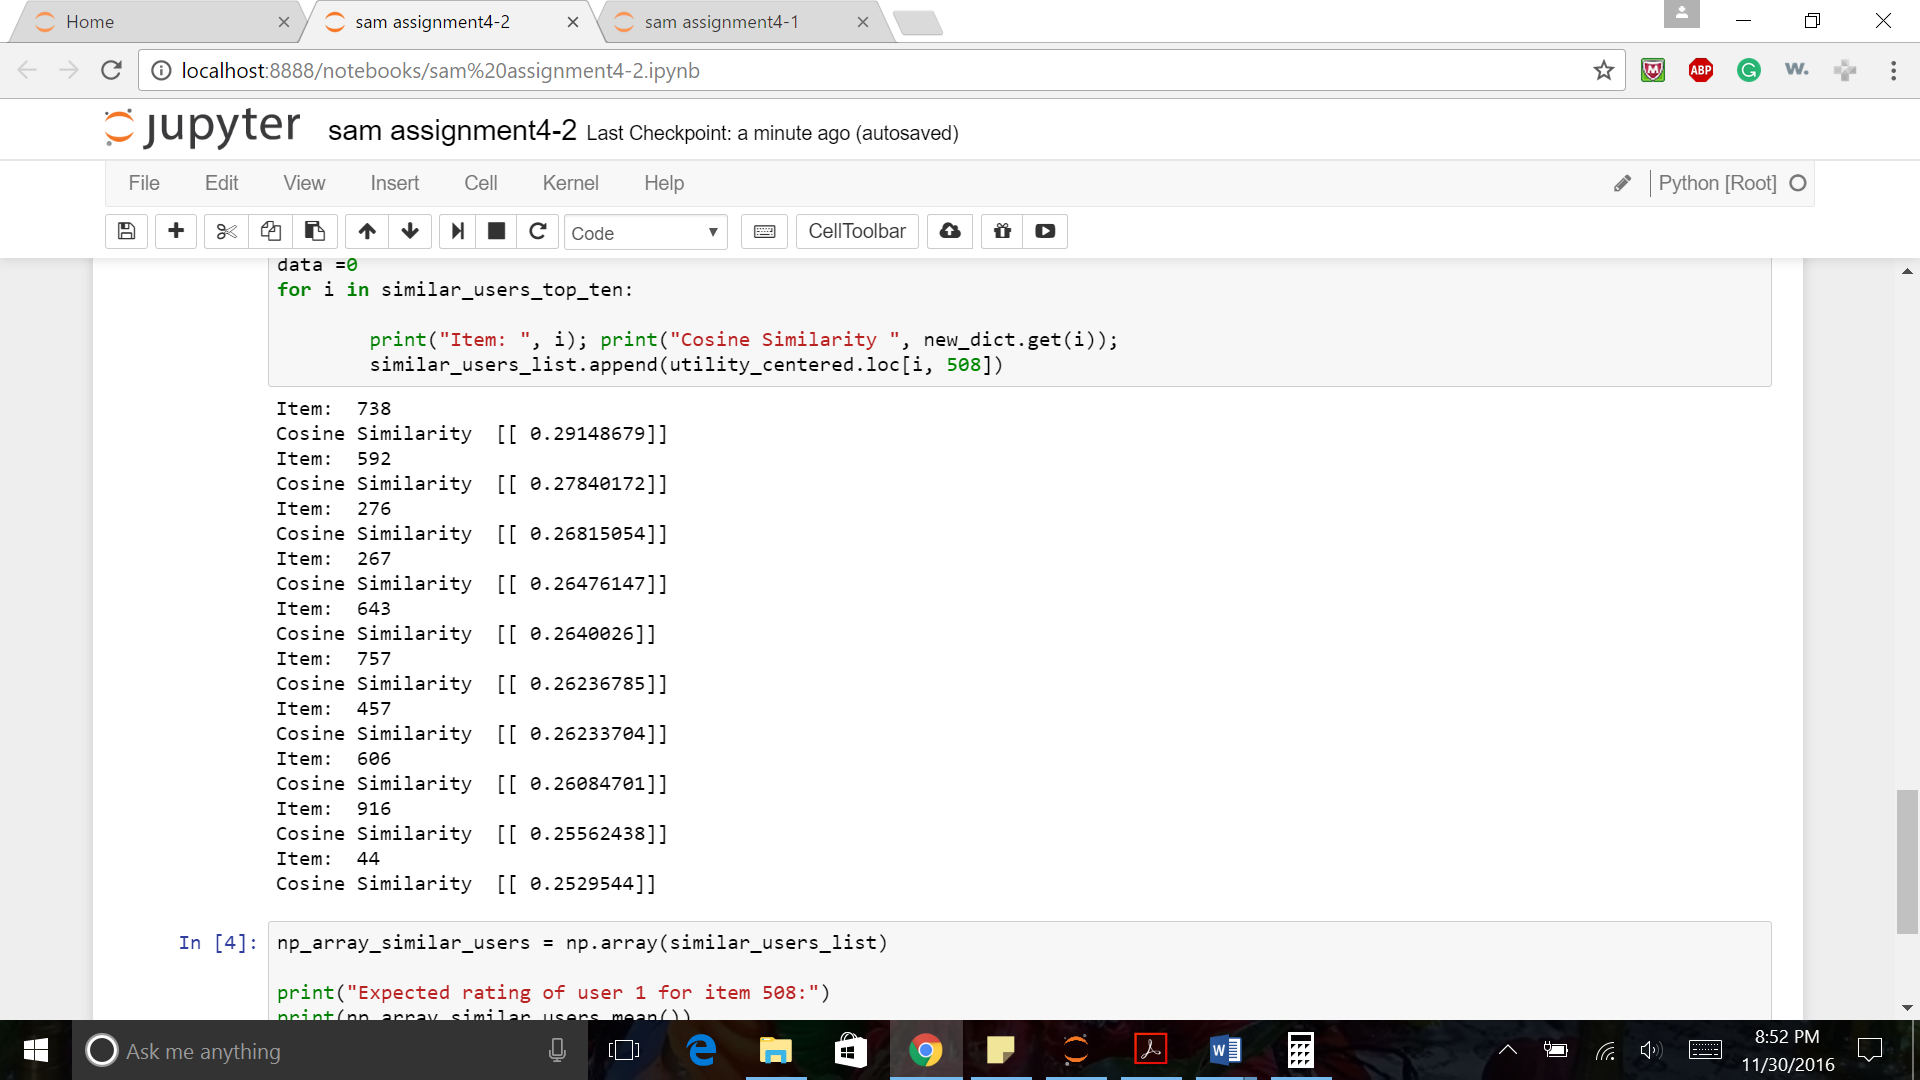 Home
sam assignment4-2
sam assignment4-1
localhost:8888/notebooks/sam%20assignment4-2.ipynb
ABP
w.
jupyter sam assignment4-2 Last Checkpoint: a minute ago (autosaved)
File Edit View Insert Cell Kernel Help Python [Root]
Code CellToolbar
data =0
for i in similar_users_top_ten:
print("Item: ", i); print("Cosine Similarity ", new_dict.get(i));
similar_users_list.append(utility_centered.loc[i, 508])
Item:  738
Cosine Similarity  [[ 0.29148679]]
Item:  592
Cosine Similarity  [[ 0.27840172]]
Item:  276
Cosine Similarity  [[ 0.26815054]]
Item:  267
Cosine Similarity  [[ 0.26476147]]
Item:  643
Cosine Similarity  [[ 0.2640026]]
Item:  757
Cosine Similarity  [[ 0.26236785]]
Item:  457
Cosine Similarity  [[ 0.26233704]]
Item:  606
Cosine Similarity  [[ 0.26084701]]
Item:  916
Cosine Similarity  [[ 0.25562438]]
Item:  44
Cosine Similarity  [[ 0.2529544]]
In [4]: np_array_similar_users = np.array(similar_users_list)
print("Expected rating of user 1 for item 508:")
print(np_array_similar_users.mean())
Ask me anything
8:52 PM
11/30/2016